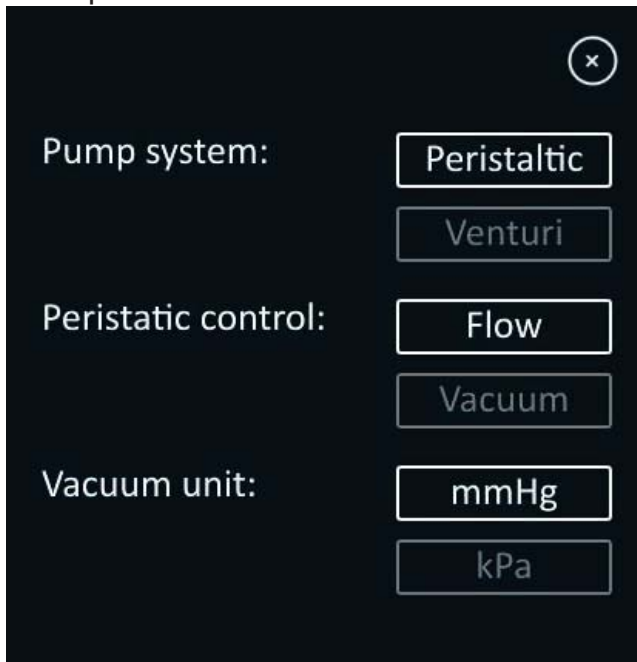 Pump system:
Peristaltic
Venturi
Peristatic control:
Flow
Vacuum
Vacuum unit:
mmHg
kPa